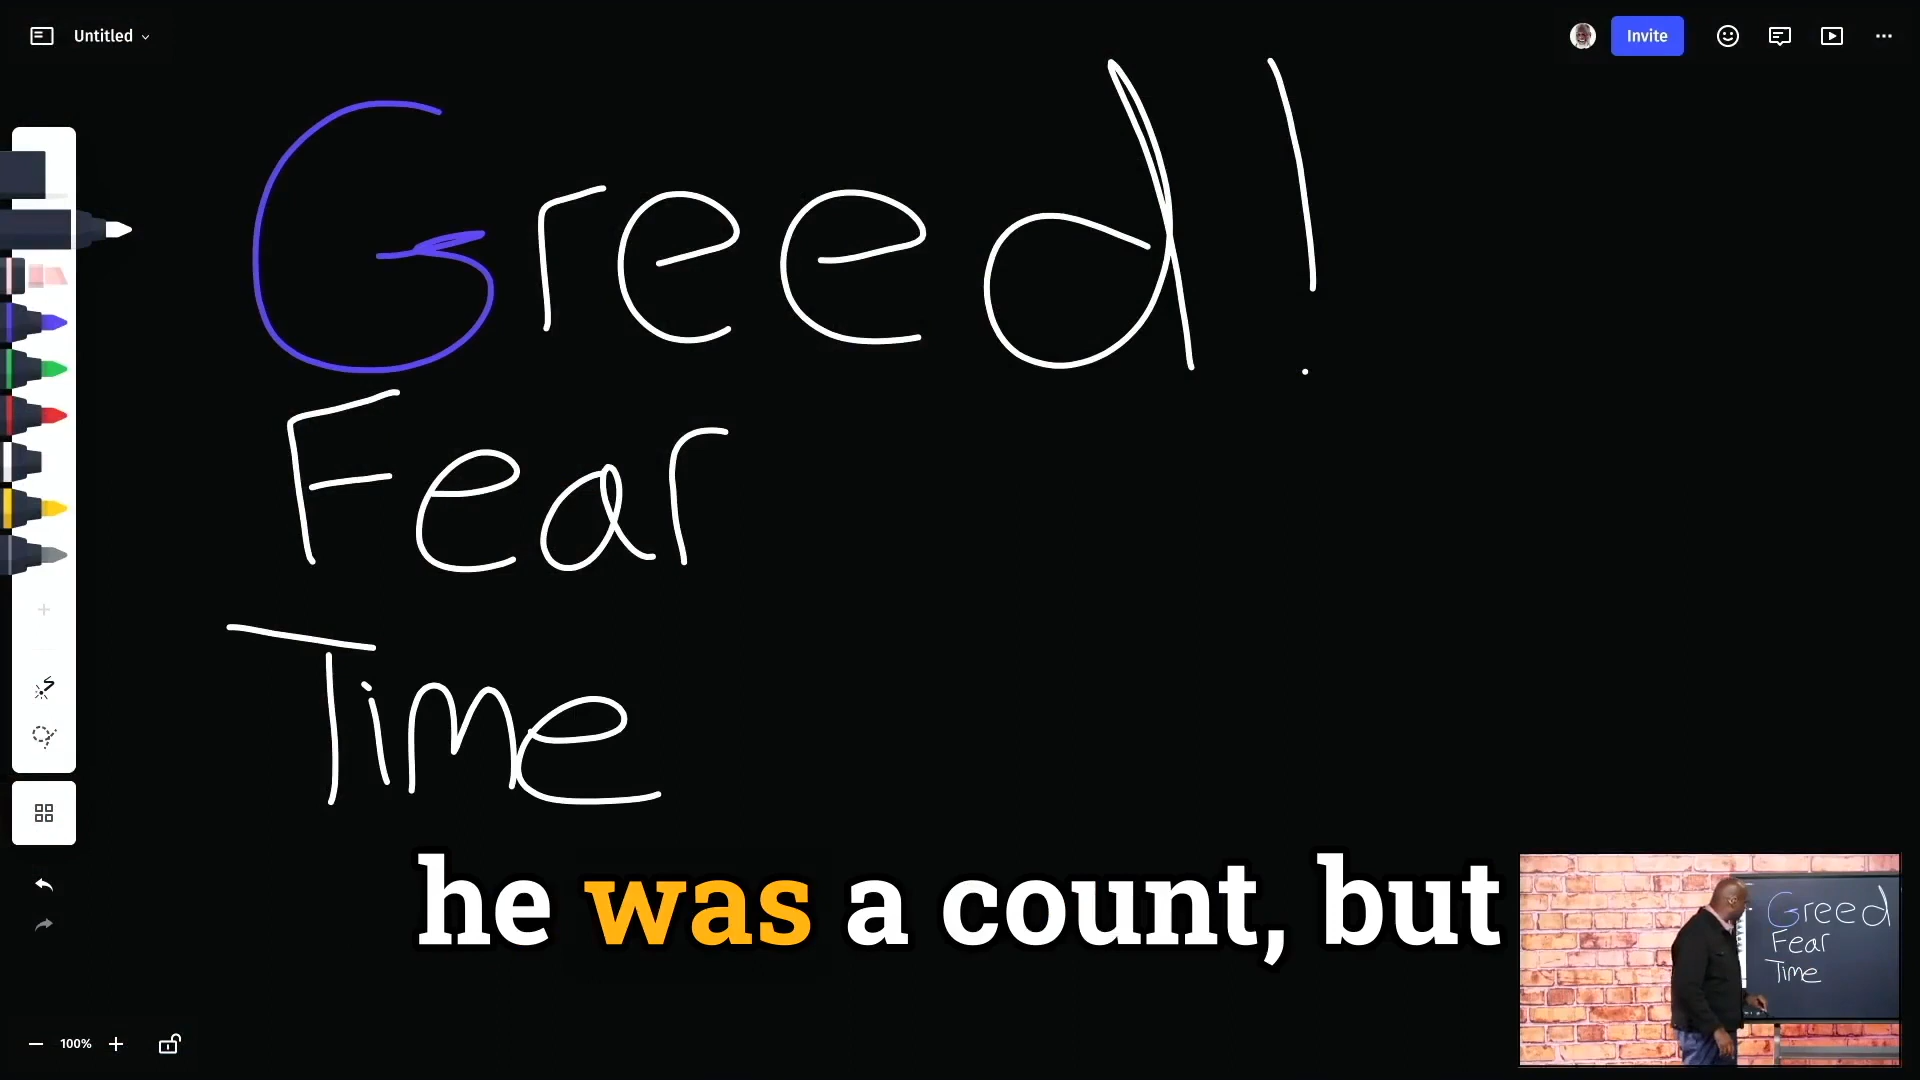 Untitled
Invite
Greed!
Fear
Time
he was a count, but
Greed
Fear
Time
100%